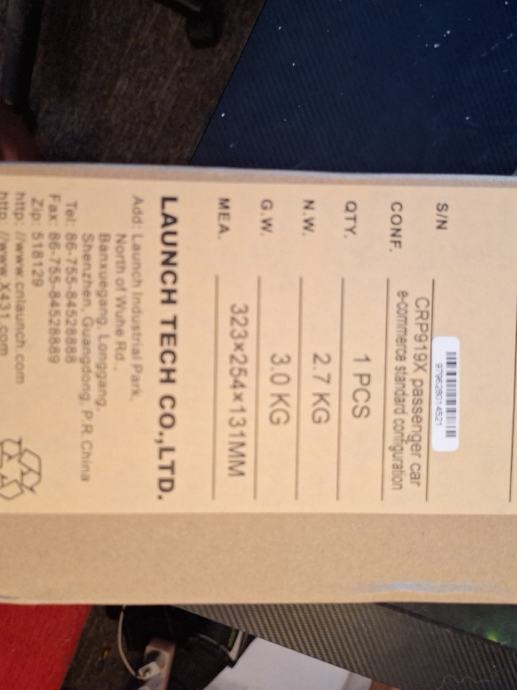 S/N
979628014521
CONF. CRP919X passenger car
e-commerce standard configuration
QTY. 1 PCS
N.W. 2.7 KG
G.W. 3.0 KG
MEA. 323×254×131MM
LAUNCH TECH CO.,LTD.
Add: Launch Industrial Park,
North of Wuhe Rd.,
Banxuegang, Longgang,
Shenzhen, Guangdong, P.R.China
Tel: 86-755-84528888
Fax: 86-755-84528889
Zip: 518129
http: //www.cnlaunch.com
http: //www.X431.com